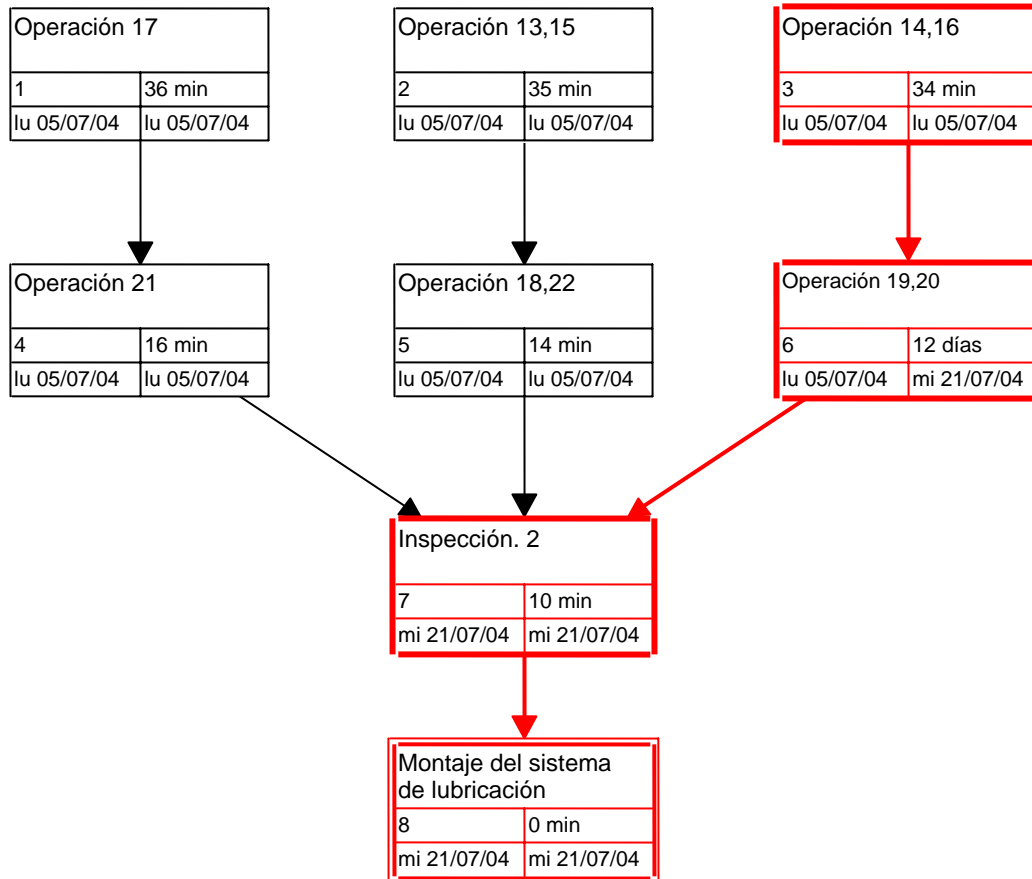 Operación 17
1 36 min
lu 05/07/04 lu 05/07/04
Operación 13,15
2 35 min
lu 05/07/04 lu 05/07/04
Operación 14,16
3 34 min
lu 05/07/04 lu 05/07/04
Operación 21
4 16 min
lu 05/07/04 lu 05/07/04
Operación 18,22
5 14 min
lu 05/07/04 lu 05/07/04
Operación 19,20
6 12 días
lu 05/07/04 mi 21/07/04
Inspección. 2
7 10 min
mi 21/07/04 mi 21/07/04
Montaje del sistema
de lubricación
8 0 min
mi 21/07/04 mi 21/07/04